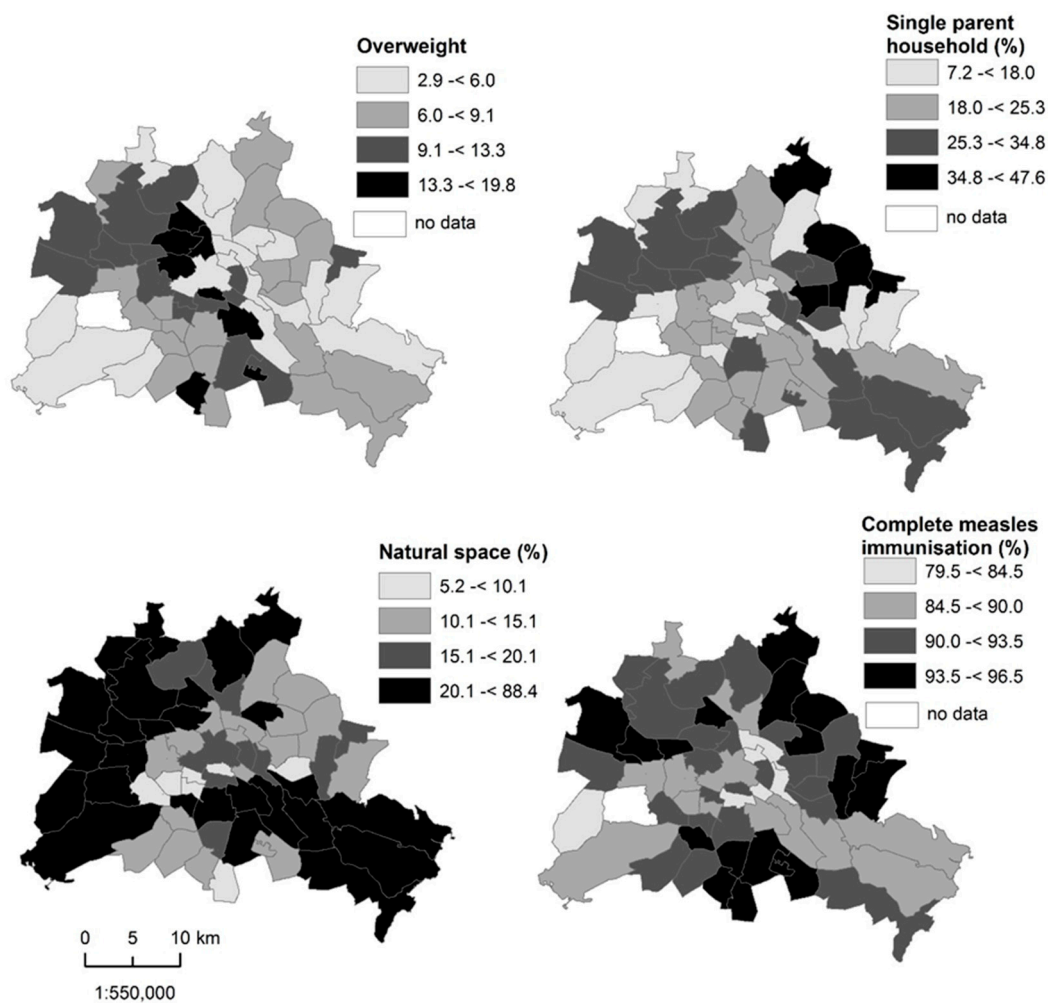 Overweight
2.9 -< 6.0
6.0 -< 9.1
9.1 -< 13.3
13.3 -< 19.8
no data
Single parent
household (%)
7.2 -< 18.0
18.0 -< 25.3
25.3 -< 34.8
34.8 -< 47.6
no data
Natural space (%)
5.2 -< 10.1
10.1 -< 15.1
15.1 -< 20.1
20.1 -< 88.4
0 5 10 km
1:550,000
Complete measles
immunisation (%)
79.5 -< 84.5
84.5 -< 90.0
90.0 -< 93.5
93.5 -< 96.5
no data